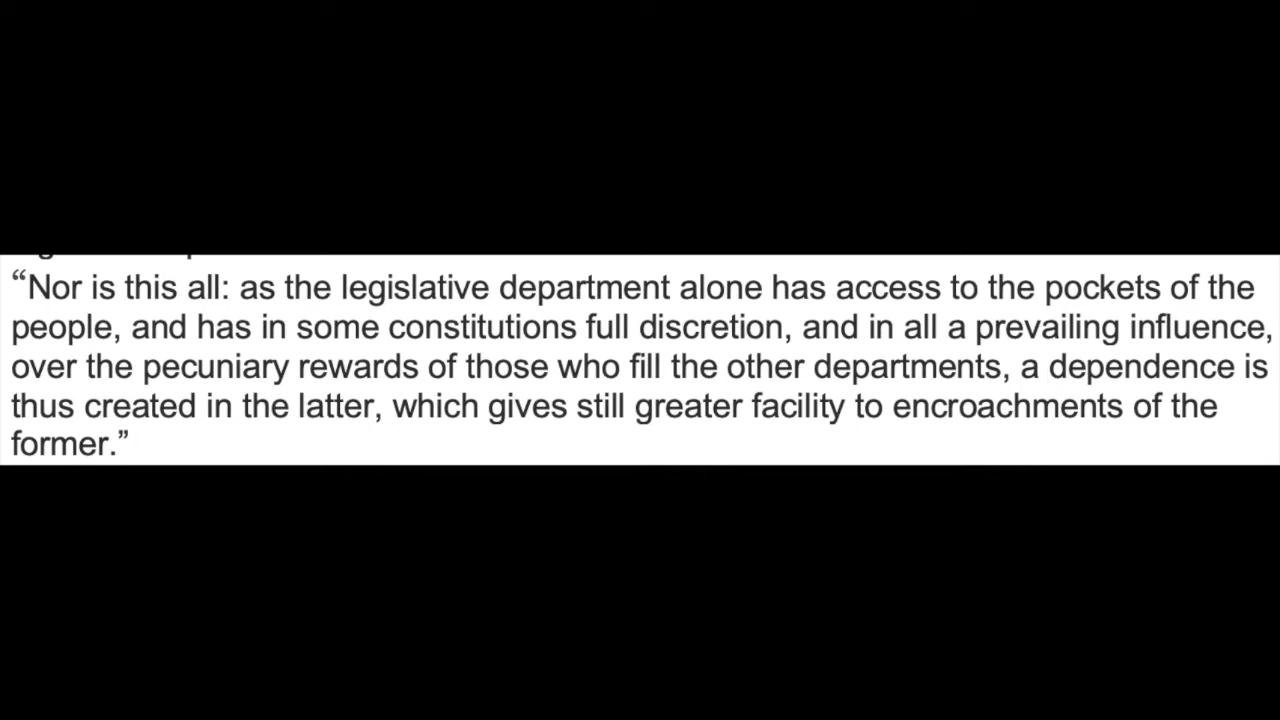 “Nor is this all: as the legislative department alone has access to the pockets of the
people, and has in some constitutions full discretion, and in all a prevailing influence,
over the pecuniary rewards of those who fill the other departments, a dependence is
thus created in the latter, which gives still greater facility to encroachments of the
former.”